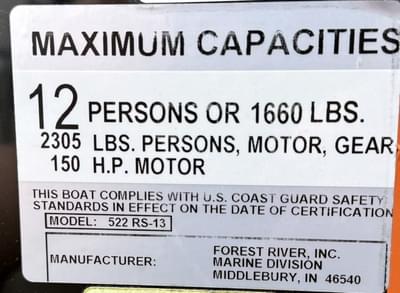 MAXIMUM CAPACITIES
12 PERSONS OR 1660 LBS.
2305 LBS. PERSONS, MOTOR, GEAR
150 H.P. MOTOR
THIS BOAT COMPLIES WITH U.S. COAST GUARD SAFETY
STANDARDS IN EFFECT ON THE DATE OF CERTIFICATION
MODEL: 522 RS-13
MANUFACTURER:
FOREST RIVER, INC.
MARINE DIVISION
MIDDLEBURY, IN 46540